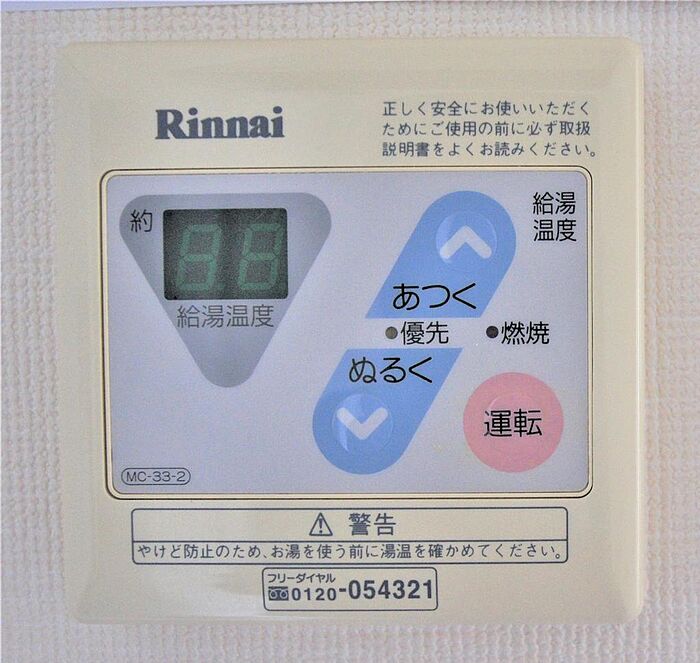 Rinnai
正しく安全にお使いいただく
ためにご使用の前に必ず取扱
説明書をよくお読みください。
約
88
給湯温度
給湯
温度
あつく
優先
燃焼
ぬるく
運転
MC-33-2
⚠ 警告
やけど防止のため、お湯を使う前に湯温を確かめてください。
フリーダイヤル
0120-054321